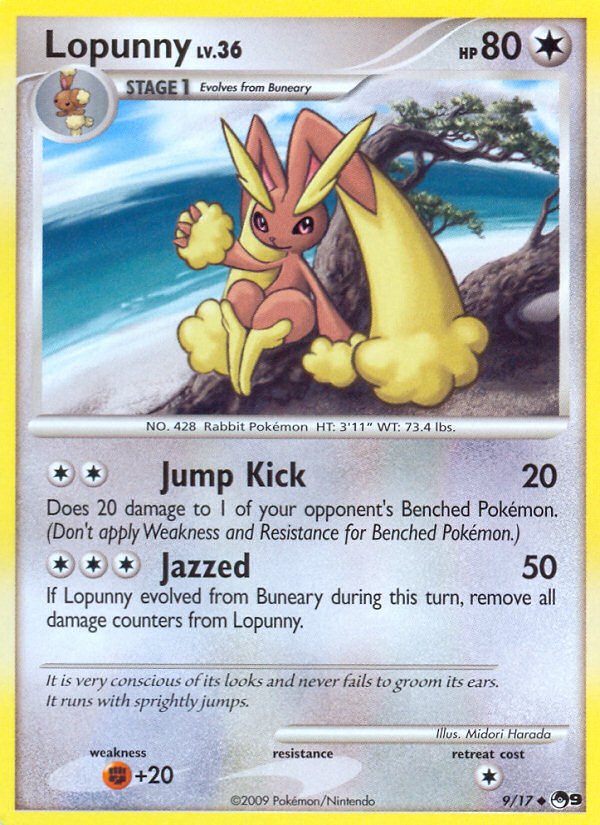 Lopunny LV.36 HP 80
STAGE 1 Evolves from Buneary
NO. 428 Rabbit Pokémon HT: 3'11" WT: 73.4 lbs.
Jump Kick 20
Does 20 damage to 1 of your opponent's Benched Pokémon.
(Don't apply Weakness and Resistance for Benched Pokémon.)
Jazzed 50
If Lopunny evolved from Buneary during this turn, remove all
damage counters from Lopunny.
It is very conscious of its looks and never fails to groom its ears.
It runs with sprightly jumps.
Illus. Midori Harada
weakness resistance retreat cost
+20
©2009 Pokémon/Nintendo 9/17 ◆ 9